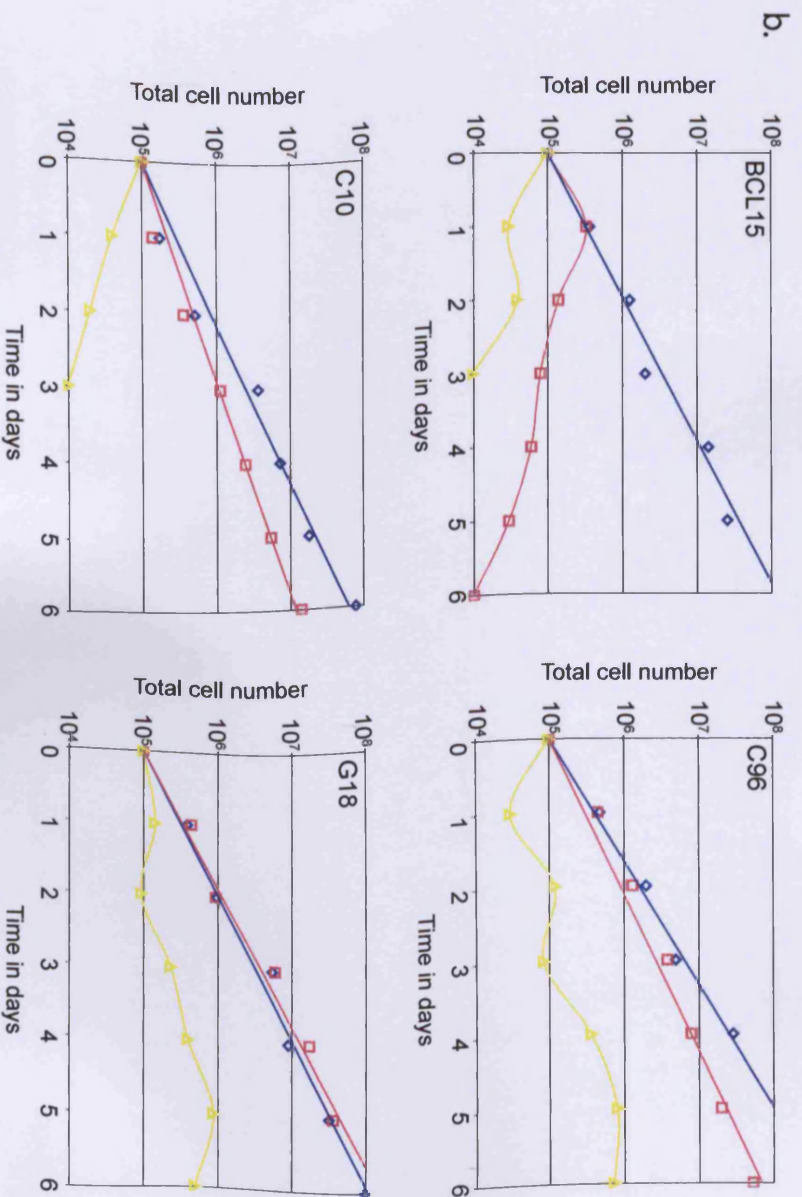 b.
BCL15
Total cell number
10⁸
10⁷
10⁶
10⁵
10⁴
0 1 2 3 4 5 6
Time in days
C96
Total cell number
10⁸
10⁷
10⁶
10⁵
10⁴
0 1 2 3 4 5 6
Time in days
C10
Total cell number
10⁸
10⁷
10⁶
10⁵
10⁴
0 1 2 3 4 5 6
Time in days
G18
Total cell number
10⁸
10⁷
10⁶
10⁵
10⁴
0 1 2 3 4 5 6
Time in days